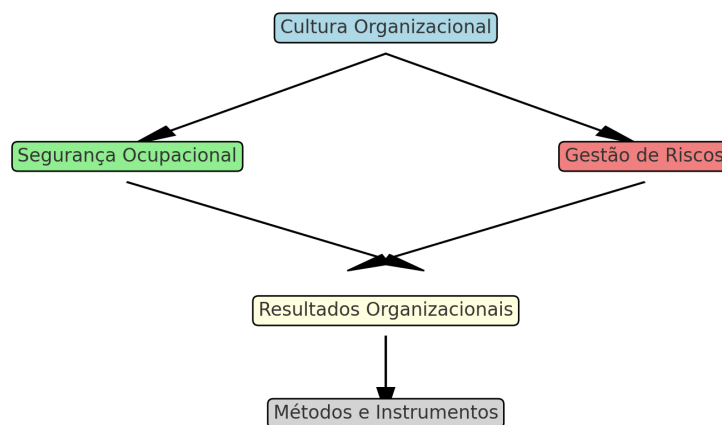 Cultura Organizacional
Segurança Ocupacional
Gestão de Riscos
Resultados Organizacionais
Métodos e Instrumentos